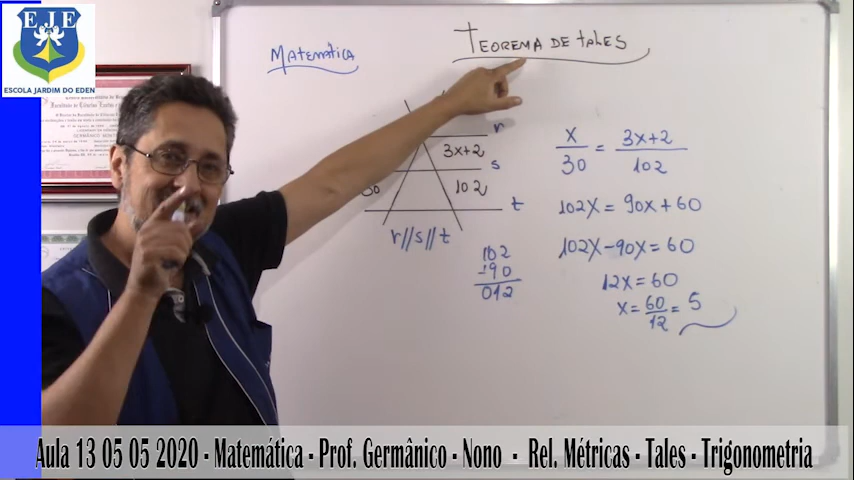 EJE
ESCOLA JARDIM DO EDEN
Matemática
TEOREMA DE TALES
r
3x+2
s
30
102
t
r//s//t
102
-90
012
x/30 = 3x+2/102
102x = 90x + 60
102x - 90x = 60
12x = 60
x = 60/12 = 5
Aula 13 05 05 2020 - Matemática - Prof. Germânico - Nono - Rel. Métricas - Tales - Trigonometria